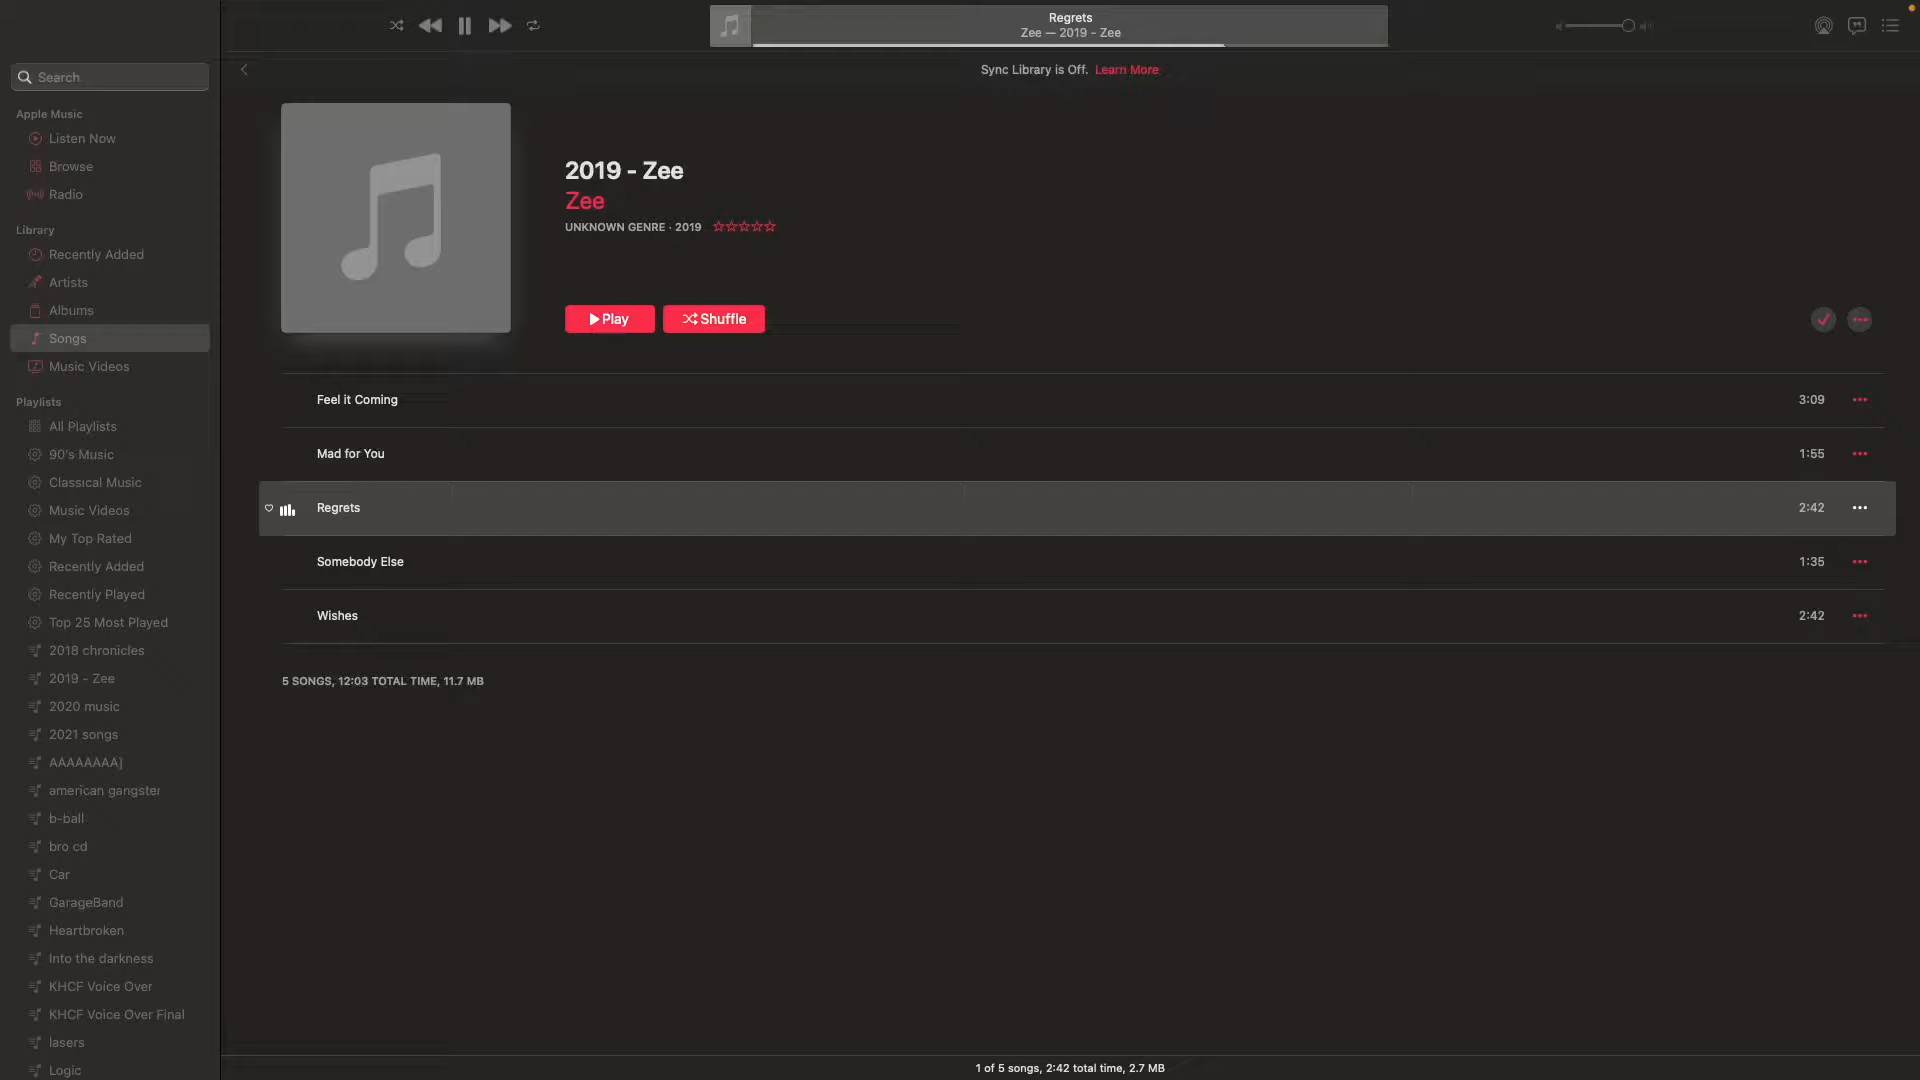 Regrets
Zee — 2019 - Zee
Search
Sync Library is Off. Learn More
Apple Music
Listen Now
Browse
Radio
Library
Recently Added
Artists
Albums
Songs
Music Videos
Playlists
All Playlists
90's Music
Classical Music
Music Videos
My Top Rated
Recently Added
Recently Played
Top 25 Most Played
2018 chronicles
2019 - Zee
2020 music
2021 songs
AAAAAAAA]
american gangster
b-ball
bro cd
Car
GarageBand
Heartbroken
Into the darkness
KHCF Voice Over
KHCF Voice Over Final
lasers
Logic
2019 - Zee
Zee
UNKNOWN GENRE · 2019
Play
Shuffle
Feel it Coming 3:09
Mad for You 1:55
Regrets 2:42
Somebody Else 1:35
Wishes 2:42
5 SONGS, 12:03 TOTAL TIME, 11.7 MB
1 of 5 songs, 2:42 total time, 2.7 MB